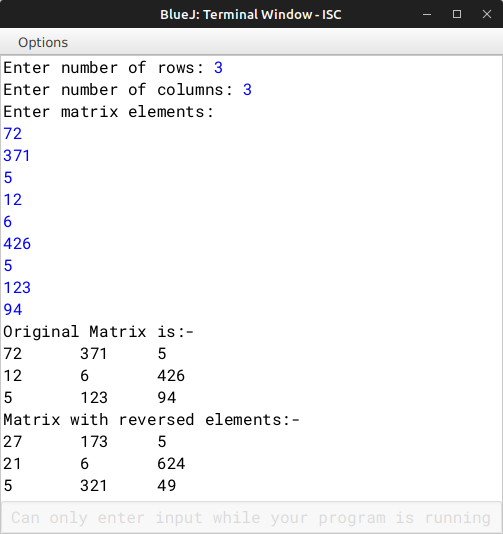 BlueJ: Terminal Window - ISC
Options
Enter number of rows: 3
Enter number of columns: 3
Enter matrix elements:
72
371
5
12
6
426
5
123
94
Original Matrix is:-
72 371 5
12 6 426
5 123 94
Matrix with reversed elements:-
27 173 5
21 6 624
5 321 49
Can only enter input while your program is running